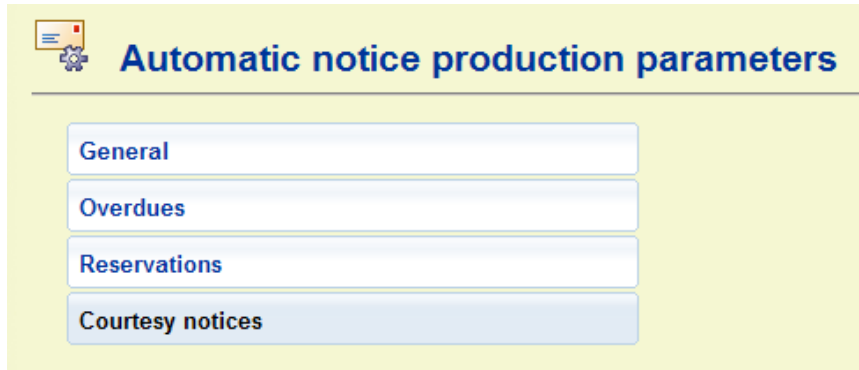 Automatic notice production parameters
General
Overdues
Reservations
Courtesy notices